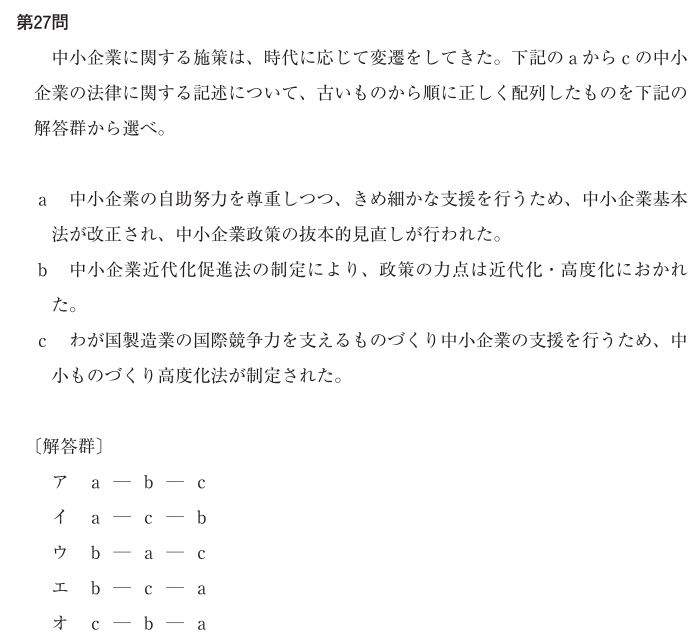 第27問
中小企業に関する施策は、時代に応じて変遷をしてきた。下記の a から c の中小
企業の法律に関する記述について、古いものから順に正しく配列したものを下記の
解答群から選べ。
a 中小企業の自助努力を尊重しつつ、きめ細かな支援を行うため、中小企業基本
法が改正され、中小企業政策の抜本的見直しが行われた。
b 中小企業近代化促進法の制定により、政策の力点は近代化・高度化におかれ
た。
c わが国製造業の国際競争力を支えるものづくり中小企業の支援を行うため、中
小ものづくり高度化法が制定された。
〔解答群〕
ア a ― b ― c
イ a ― c ― b
ウ b ― a ― c
エ b ― c ― a
オ c ― b ― a